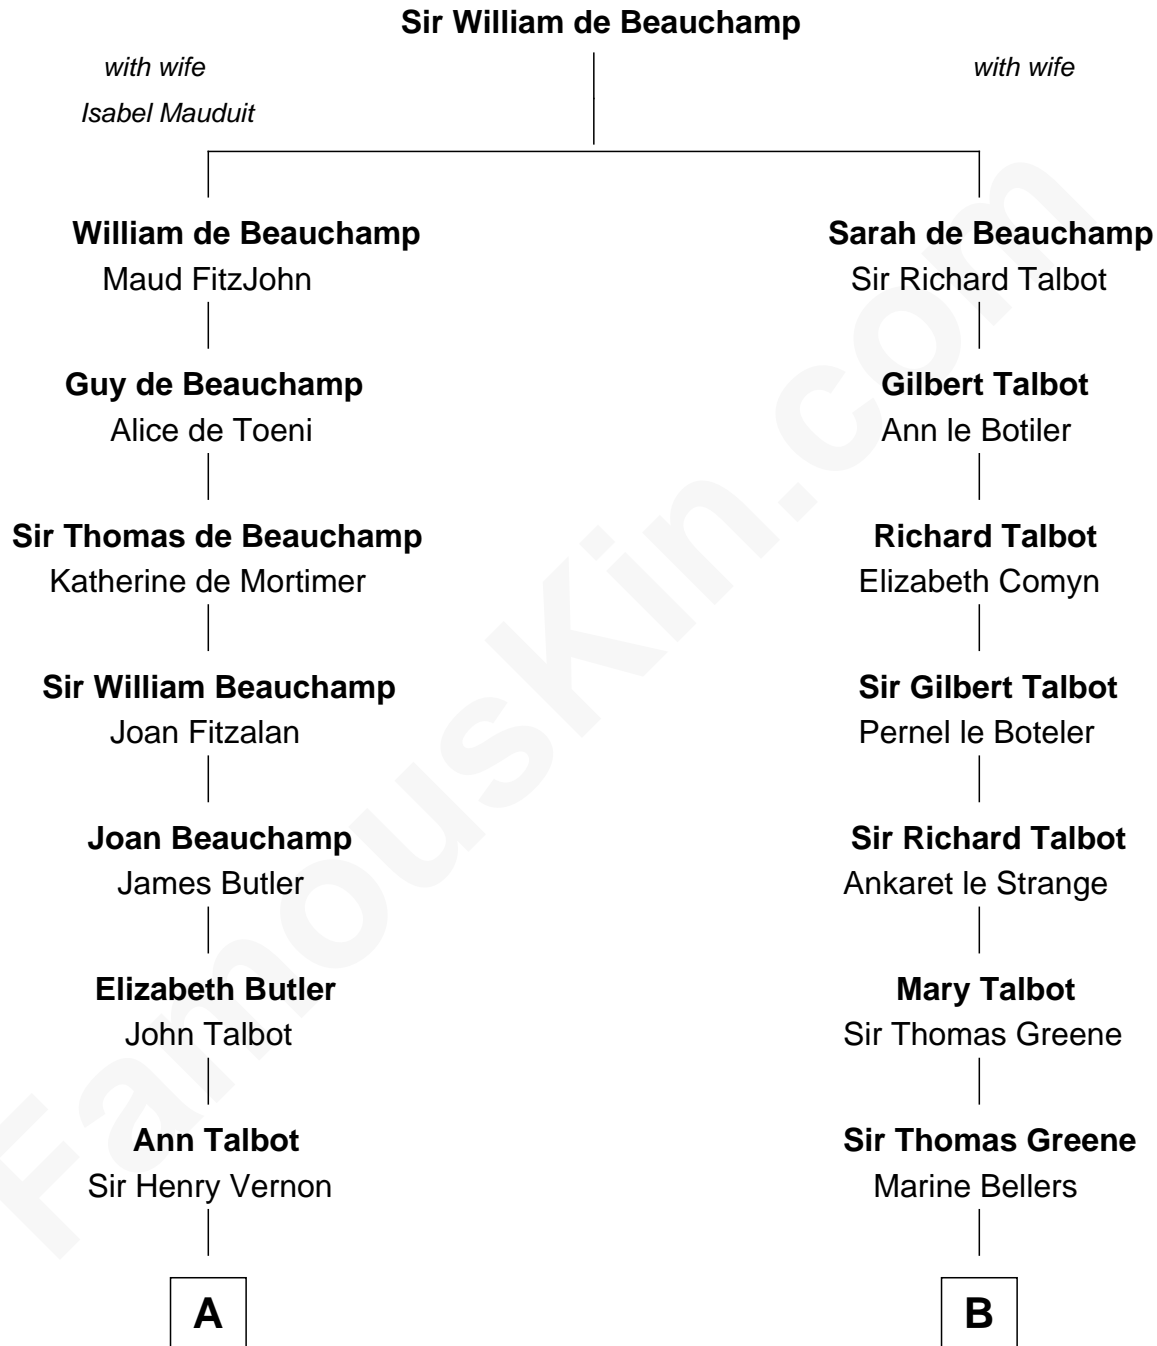 Sir William de Beauchamp
with wife
Isabel Mauduit
with wife
William de Beauchamp
Maud FitzJohn
Sarah de Beauchamp
Sir Richard Talbot
Guy de Beauchamp
Alice de Toeni
Gilbert Talbot
Ann le Botiler
Sir Thomas de Beauchamp
Katherine de Mortimer
Richard Talbot
Elizabeth Comyn
Sir William Beauchamp
Joan Fitzalan
Sir Gilbert Talbot
Pernel le Boteler
Joan Beauchamp
James Butler
Sir Richard Talbot
Ankaret le Strange
Elizabeth Butler
John Talbot
Mary Talbot
Sir Thomas Greene
Ann Talbot
Sir Henry Vernon
Sir Thomas Greene
Marine Bellers
A
B
FamousKin.com